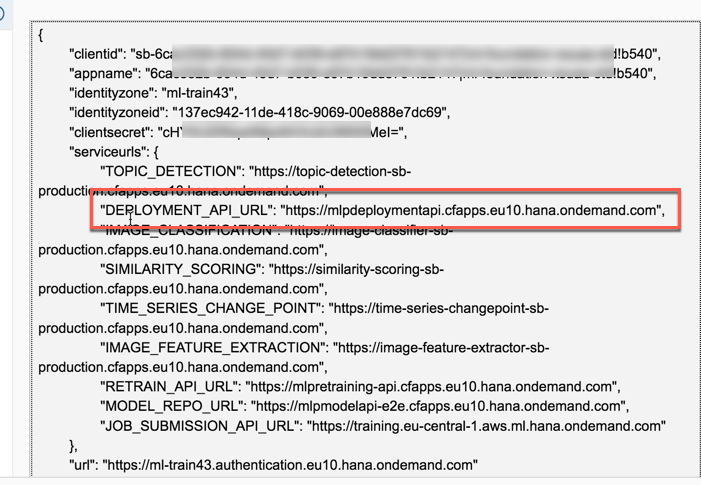 {
"clientid": "sb-6ca !b540",
"appname": "6ca !b540",
"identityzone": "ml-train43",
"identityzoneid": "137ec942-11de-418c-9069-00e888e7dc69",
"clientsecret": "cHY MeI=",
"serviceurls": {
"TOPIC_DETECTION": "https://topic-detection-sb-
production.cfapps.eu10.hana.ondemand.com",
"DEPLOYMENT_API_URL": "https://mlpdeploymentapi.cfapps.eu10.hana.ondemand.com",
"IMAGE_CLASSIFICATION": "https://image-classifier-sb-
production.cfapps.eu10.hana.ondemand.com",
"SIMILARITY_SCORING": "https://similarity-scoring-sb-
production.cfapps.eu10.hana.ondemand.com",
"TIME_SERIES_CHANGE_POINT": "https://time-series-changepoint-sb-
production.cfapps.eu10.hana.ondemand.com",
"IMAGE_FEATURE_EXTRACTION": "https://image-feature-extractor-sb-
production.cfapps.eu10.hana.ondemand.com",
"RETRAIN_API_URL": "https://mlpretraining-api.cfapps.eu10.hana.ondemand.com",
"MODEL_REPO_URL": "https://mlpmodelapi-e2e.cfapps.eu10.hana.ondemand.com",
"JOB_SUBMISSION_API_URL": "https://training.eu-central-1.aws.ml.hana.ondemand.com"
},
"url": "https://ml-train43.authentication.eu10.hana.ondemand.com"